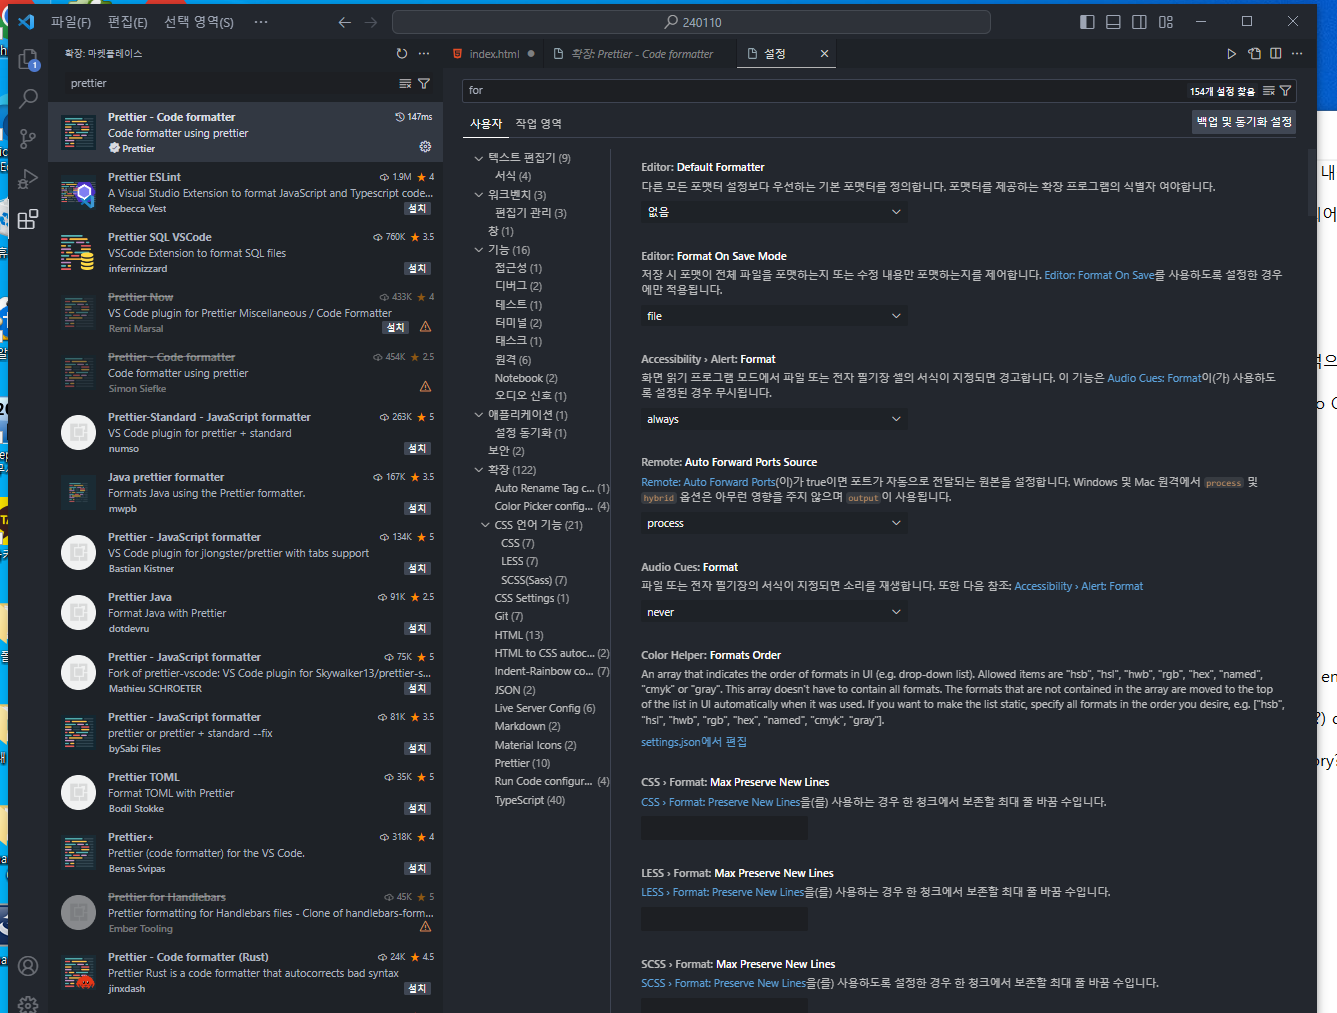 파일(F) 편집(E) 선택 영역(S) ···
240110
확장: 마켓플레이스
prettier
Prettier - Code formatter 147ms
Code formatter using prettier
Prettier
Prettier ESLint 1.9M 4
A Visual Studio Extension to format JavaScript and Typescript code...
Rebecca Vest 설치
Prettier SQL VSCode 760K 3.5
VSCode Extension to format SQL files
inferrinizzard 설치
Prettier Now 433K 4
VS Code plugin for Prettier Miscellaneous / Code Formatter
Remi Marsal 설치
Prettier - Code formatter 454K 2.5
Code formatter using prettier
Simon Siefke
Prettier-Standard - JavaScript formatter 263K 5
VS Code plugin for prettier + standard
numso 설치
Java prettier formatter 167K 3.5
Formats Java using the Prettier formatter.
mwpb 설치
Prettier - JavaScript formatter 134K 5
VS Code plugin for jlongster/prettier with tabs support
Bastian Kistner 설치
Prettier Java 91K 2.5
Format Java with Prettier
dotdevru 설치
Prettier - JavaScript formatter 75K 5
Fork of prettier-vscode: VS Code plugin for Skywalker13/prettier-s...
Mathieu SCHROETER 설치
Prettier - JavaScript formatter 81K 3.5
prettier or prettier + standard --fix
bySabi Files 설치
Prettier TOML 35K 5
Format TOML with Prettier
Bodil Stokke 설치
Prettier+ 318K 4
Prettier (code formatter) for the VS Code.
Benas Svipas 설치
Prettier for Handlebars 45K 5
Prettier formatting for Handlebars files - Clone of handlebars-form...
Ember Tooling
Prettier - Code formatter (Rust) 24K 4.5
Prettier Rust is a code formatter that autocorrects bad syntax
jinxdash 설치
index.html 확장: Prettier - Code formatter 설정
for
154개 설정 찾음
사용자 작업 영역
백업 및 동기화 설정
텍스트 편집기 (9)
서식 (4)
워크벤치 (3)
편집기 관리 (3)
창 (1)
기능 (16)
접근성 (1)
디버그 (2)
테스트 (1)
터미널 (2)
태스크 (1)
원격 (6)
Notebook (2)
오디오 신호 (1)
애플리케이션 (1)
설정 동기화 (1)
보안 (2)
확장 (122)
Auto Rename Tag c... (1)
Color Picker config... (4)
CSS 언어 기능 (21)
CSS (7)
LESS (7)
SCSS(Sass) (7)
CSS Settings (1)
Git (7)
HTML (13)
HTML to CSS autoc... (2)
Indent-Rainbow co... (7)
JSON (2)
Live Server Config (6)
Markdown (2)
Material Icons (2)
Prettier (10)
Run Code configur... (4)
TypeScript (40)
Editor: Default Formatter
다른 모든 포맷터 설정보다 우선하는 기본 포맷터를 정의합니다. 포맷터를 제공하는 확장 프로그램의 식별자 여야합니다.
없음
Editor: Format On Save Mode
저장 시 포맷이 전체 파일을 포맷하는지 또는 수정 내용만 포맷하는지를 제어합니다. Editor: Format On Save를 사용하도록 설정한 경우
에만 적용됩니다.
file
Accessibility › Alert: Format
화면 읽기 프로그램 모드에서 파일 또는 전자 필기장 셀의 서식이 지정되면 경고합니다. 이 기능은 Audio Cues: Format이(가) 사용하도
록 설정된 경우 무시됩니다.
always
Remote: Auto Forward Ports Source
Remote: Auto Forward Ports(이)가 true이면 포트가 자동으로 전달되는 원본을 설정합니다. Windows 및 Mac 원격에서 process 및
hybrid 옵션은 아무런 영향을 주지 않으며 output 이 사용됩니다.
process
Audio Cues: Format
파일 또는 전자 필기장의 서식이 지정되면 소리를 재생합니다. 또한 다음 참조: Accessibility › Alert: Format
never
Color Helper: Formats Order
An array that indicates the order of formats in UI (e.g. drop-down list). Allowed items are "hsb", "hsl", "hwb", "rgb", "hex", "named",
"cmyk" or "gray". This array doesn't have to contain all formats. The formats that are not contained in the array are moved to the top
of the list in UI automatically when it was used. If you want to make the list static, specify all formats in the order you desire, e.g. ["hsb",
"hsl", "hwb", "rgb", "hex", "named", "cmyk", "gray"].
settings.json에서 편집
CSS › Format: Max Preserve New Lines
CSS › Format: Preserve New Lines을(를) 사용하는 경우 한 청크에서 보존할 최대 줄 바꿈 수입니다.
LESS › Format: Max Preserve New Lines
LESS › Format: Preserve New Lines을(를) 사용하는 경우 한 청크에서 보존할 최대 줄 바꿈 수입니다.
SCSS › Format: Max Preserve New Lines
SCSS › Format: Preserve New Lines을(를) 사용하도록 설정한 경우 한 청크에서 보존할 최대 줄 바꿈 수입니다.